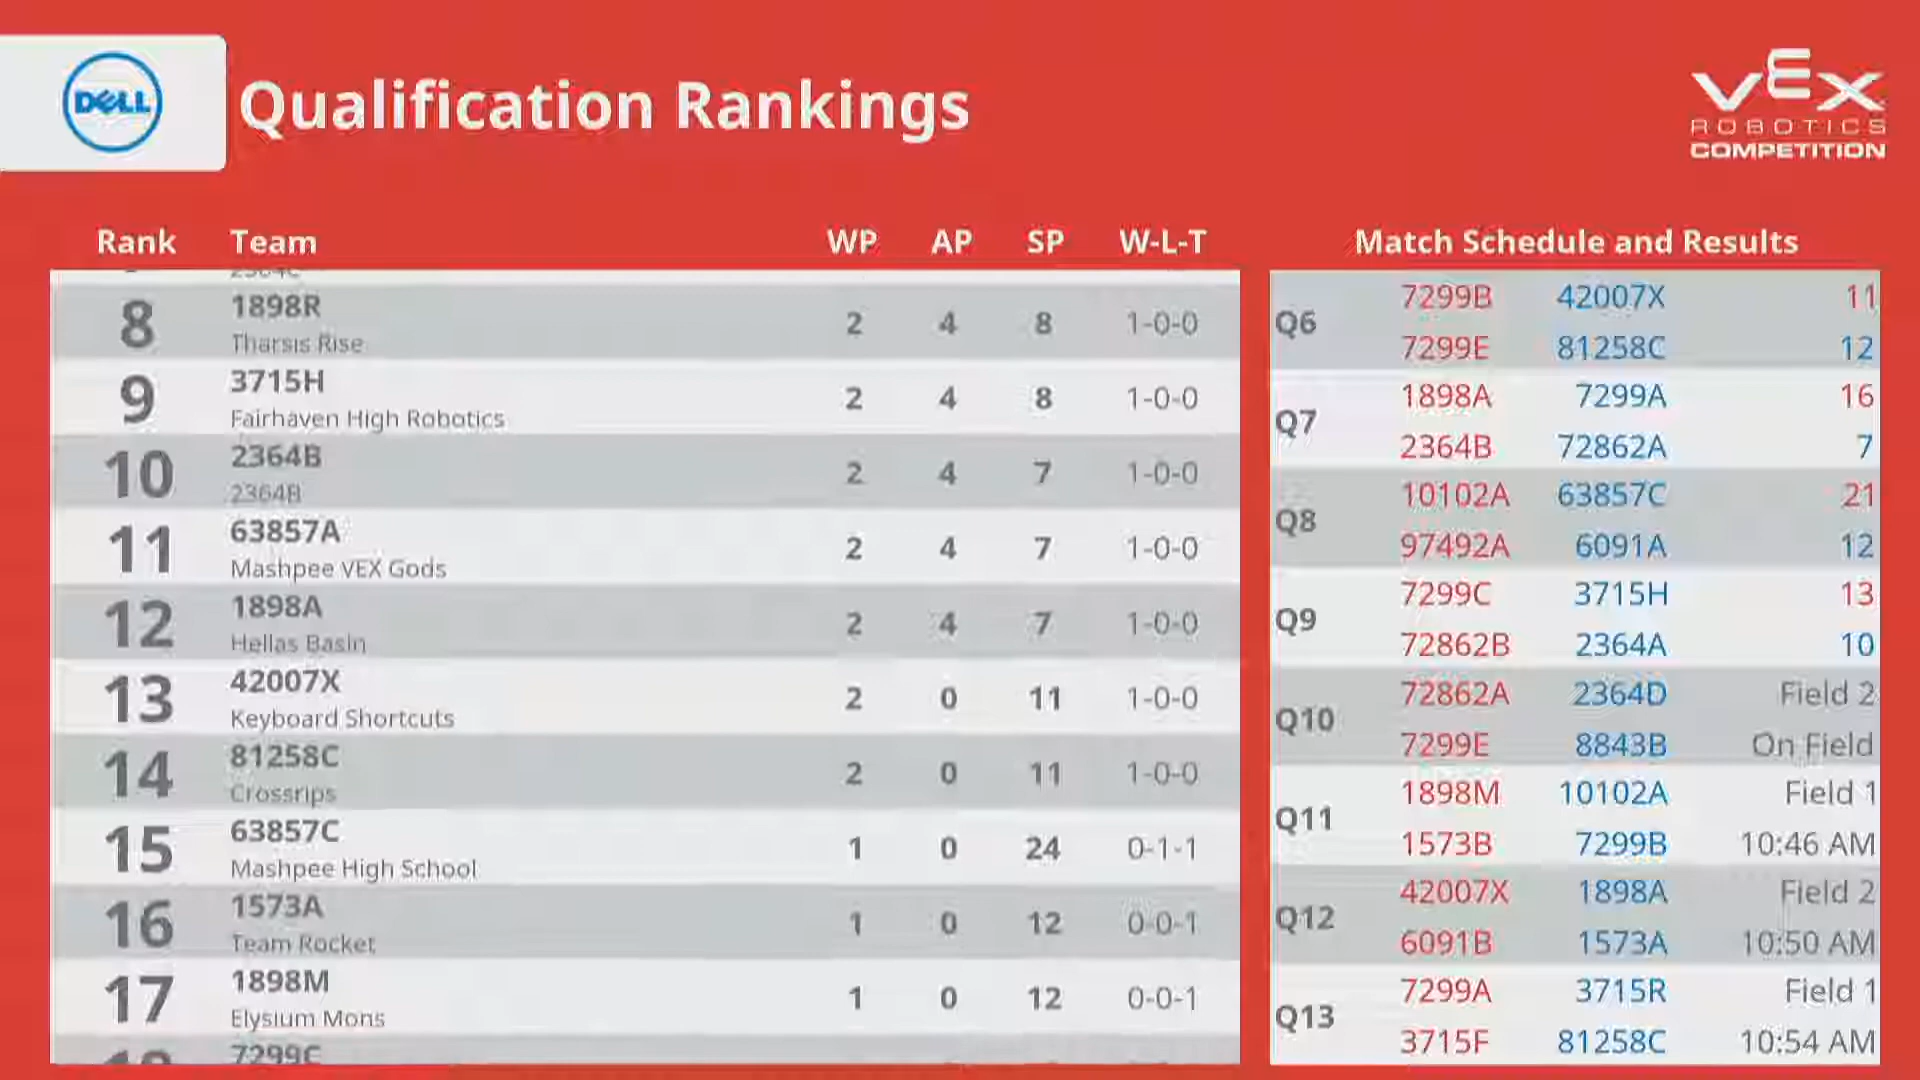 DELL
Qualification Rankings
VEX
ROBOTICS
COMPETITION
Rank Team WP AP SP W-L-T
2364C
8 1898R 2 4 8 1-0-0
Tharsis Rise
9 3715H 2 4 8 1-0-0
Fairhaven High Robotics
10 2364B 2 4 7 1-0-0
2364B
11 63857A 2 4 7 1-0-0
Mashpee VEX Gods
12 1898A 2 4 7 1-0-0
Hellas Basin
13 42007X 2 0 11 1-0-0
Keyboard Shortcuts
14 81258C 2 0 11 1-0-0
Crossrips
15 63857C 1 0 24 0-1-1
Mashpee High School
16 1573A 1 0 12 0-0-1
Team Rocket
17 1898M 1 0 12 0-0-1
Elysium Mons
18 7299C
Match Schedule and Results
Q6 7299B 42007X 11
7299E 81258C 12
Q7 1898A 7299A 16
2364B 72862A 7
Q8 10102A 63857C 21
97492A 6091A 12
Q9 7299C 3715H 13
72862B 2364A 10
Q10 72862A 2364D Field 2
7299E 8843B On Field
Q11 1898M 10102A Field 1
1573B 7299B 10:46 AM
Q12 42007X 1898A Field 2
6091B 1573A 10:50 AM
Q13 7299A 3715R Field 1
3715F 81258C 10:54 AM